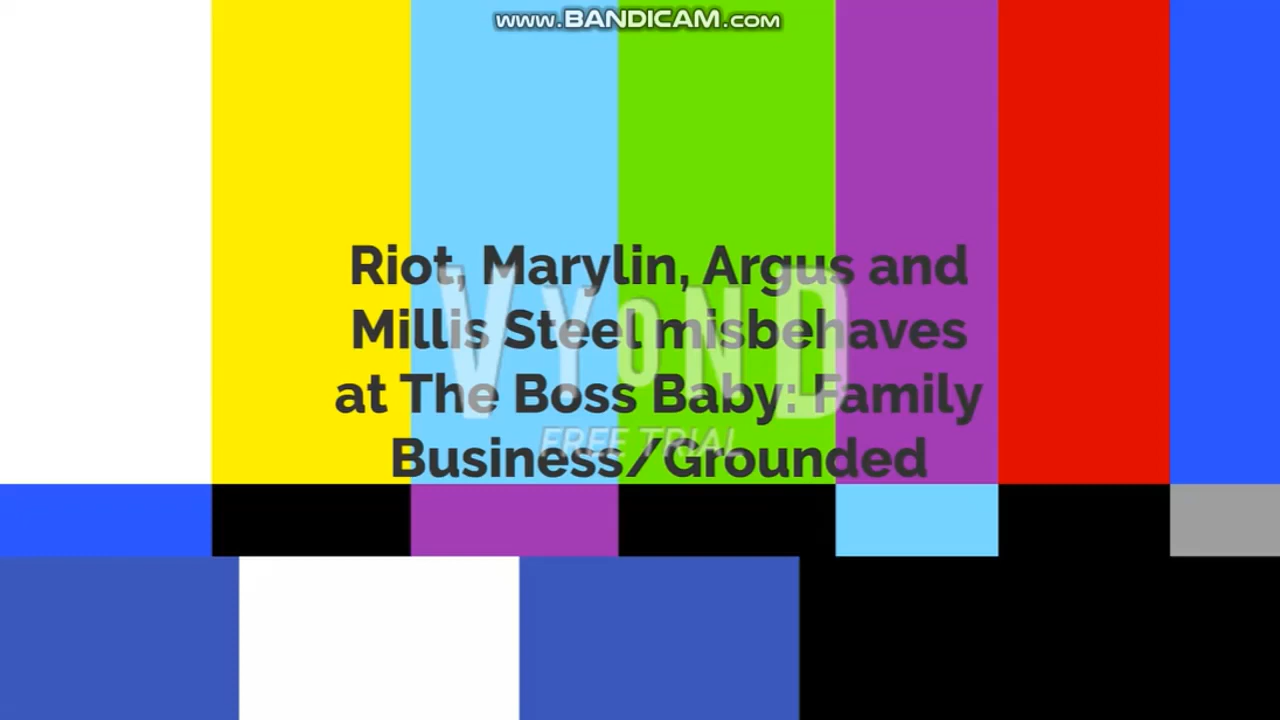 www.BANDICAM.com
Riot, Marylin, Argus and
Millis Steel misbehaves
at The Boss Baby: Family
Business/Grounded
VYOND
FREE TRIAL